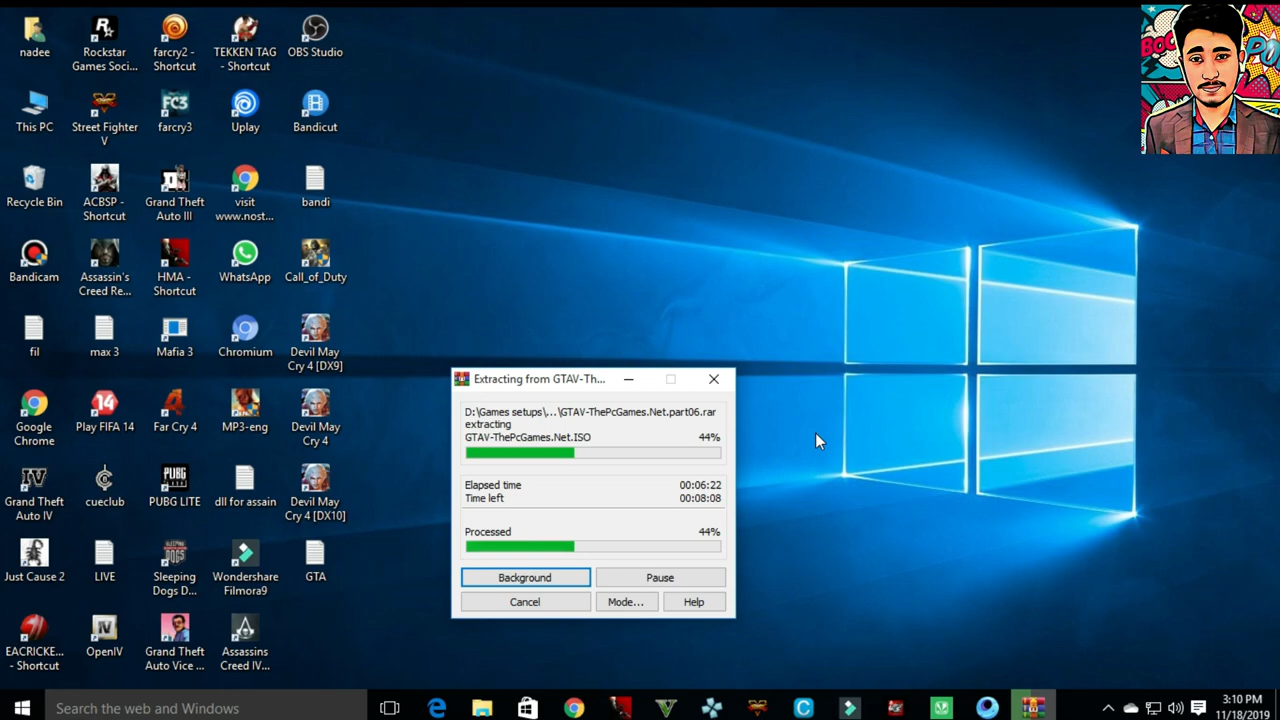 nadee
Rockstar
Games Soci...
farcry2 -
Shortcut
TEKKEN TAG
- Shortcut
OBS Studio
This PC
Street Fighter
V
FC3
farcry3
Uplay
Bandicut
Recycle Bin
ACBSP -
Shortcut
Grand Theft
Auto III
visit
www.nost...
bandi
Bandicam
Assassin's
Creed Re...
HMA -
Shortcut
WhatsApp
Call_of_Duty
fil
max 3
Mafia 3
Chromium
Devil May
Cry 4 [DX9]
Google
Chrome
14
Play FIFA 14
Far Cry 4
MP3-eng
Devil May
Cry 4
IV
Grand Theft
Auto IV
cueclub
PUBG
PUBG LITE
dll for assain
Devil May
Cry 4 [DX10]
Just Cause 2
LIVE
SLEEPING
DOGS
Sleeping
Dogs D...
Wondershare
Filmora9
GTA
EACRICKE...
- Shortcut
IV
OpenIV
Grand Theft
Auto Vice ...
Assassins
Creed IV...
Extracting from GTAV-Th...
D:\Games setups\...\GTAV-ThePcGames.Net.part06.rar
extracting
GTAV-ThePcGames.Net.ISO 44%
Elapsed time 00:06:22
Time left 00:08:08
Processed 44%
Background Pause
Cancel Mode... Help
Search the web and Windows
3:10 PM
11/18/2019